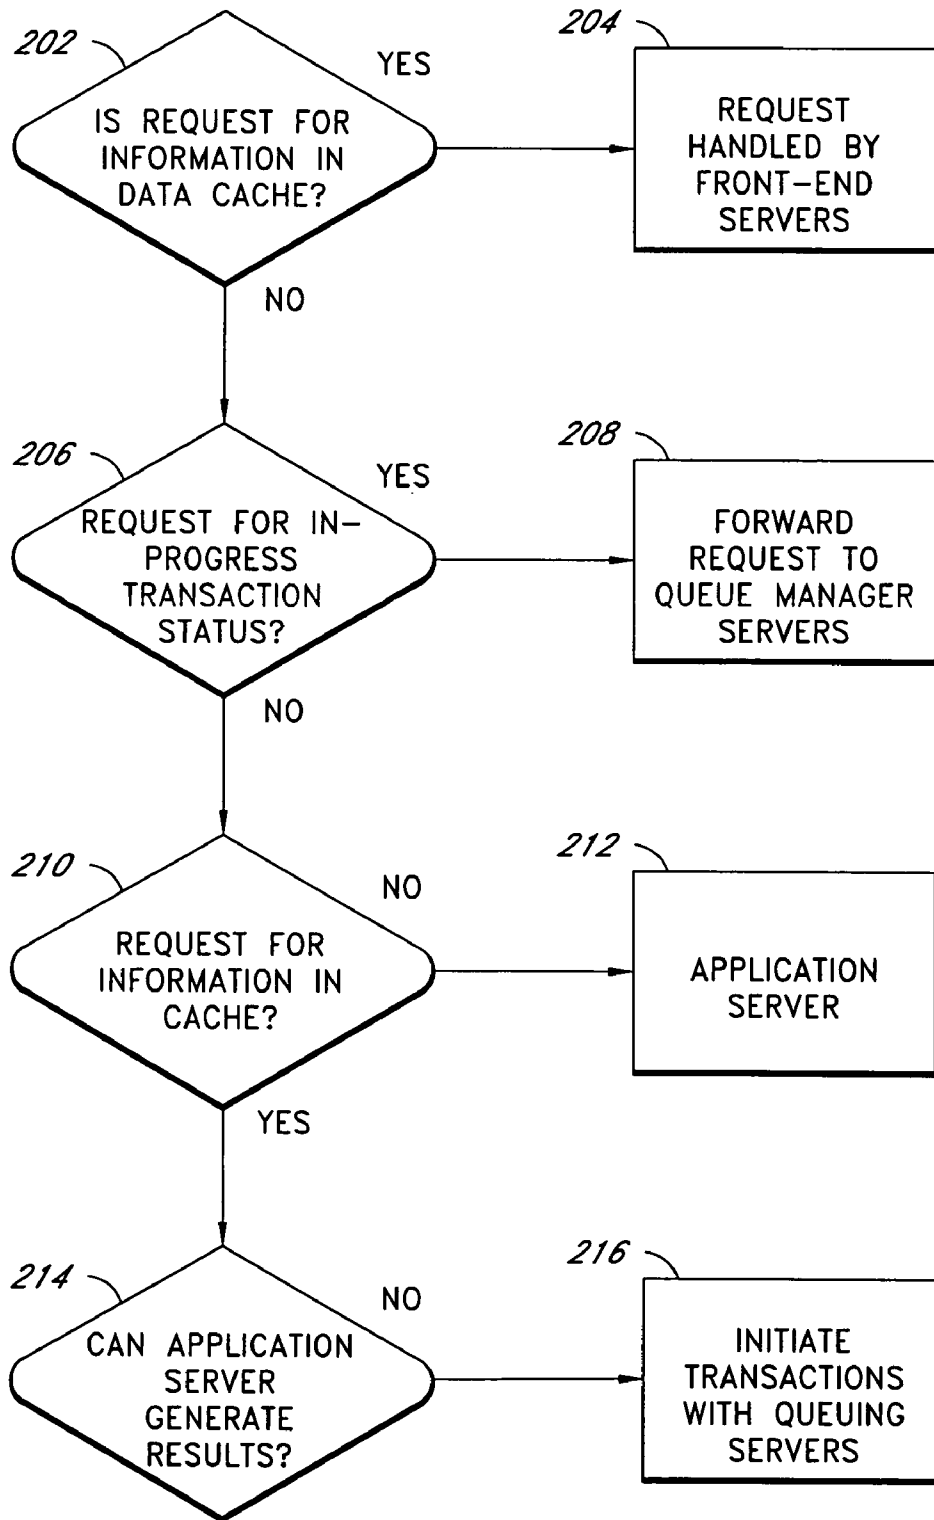 202
YES
204
IS REQUEST FOR
INFORMATION IN
DATA CACHE?
REQUEST
HANDLED BY
FRONT-END
SERVERS
NO
206
YES
208
REQUEST FOR IN-
PROGRESS
TRANSACTION
STATUS?
FORWARD
REQUEST TO
QUEUE MANAGER
SERVERS
NO
210
NO
212
REQUEST FOR
INFORMATION IN
CACHE?
APPLICATION
SERVER
YES
214
NO
216
CAN APPLICATION
SERVER
GENERATE
RESULTS?
INITIATE
TRANSACTIONS
WITH QUEUING
SERVERS